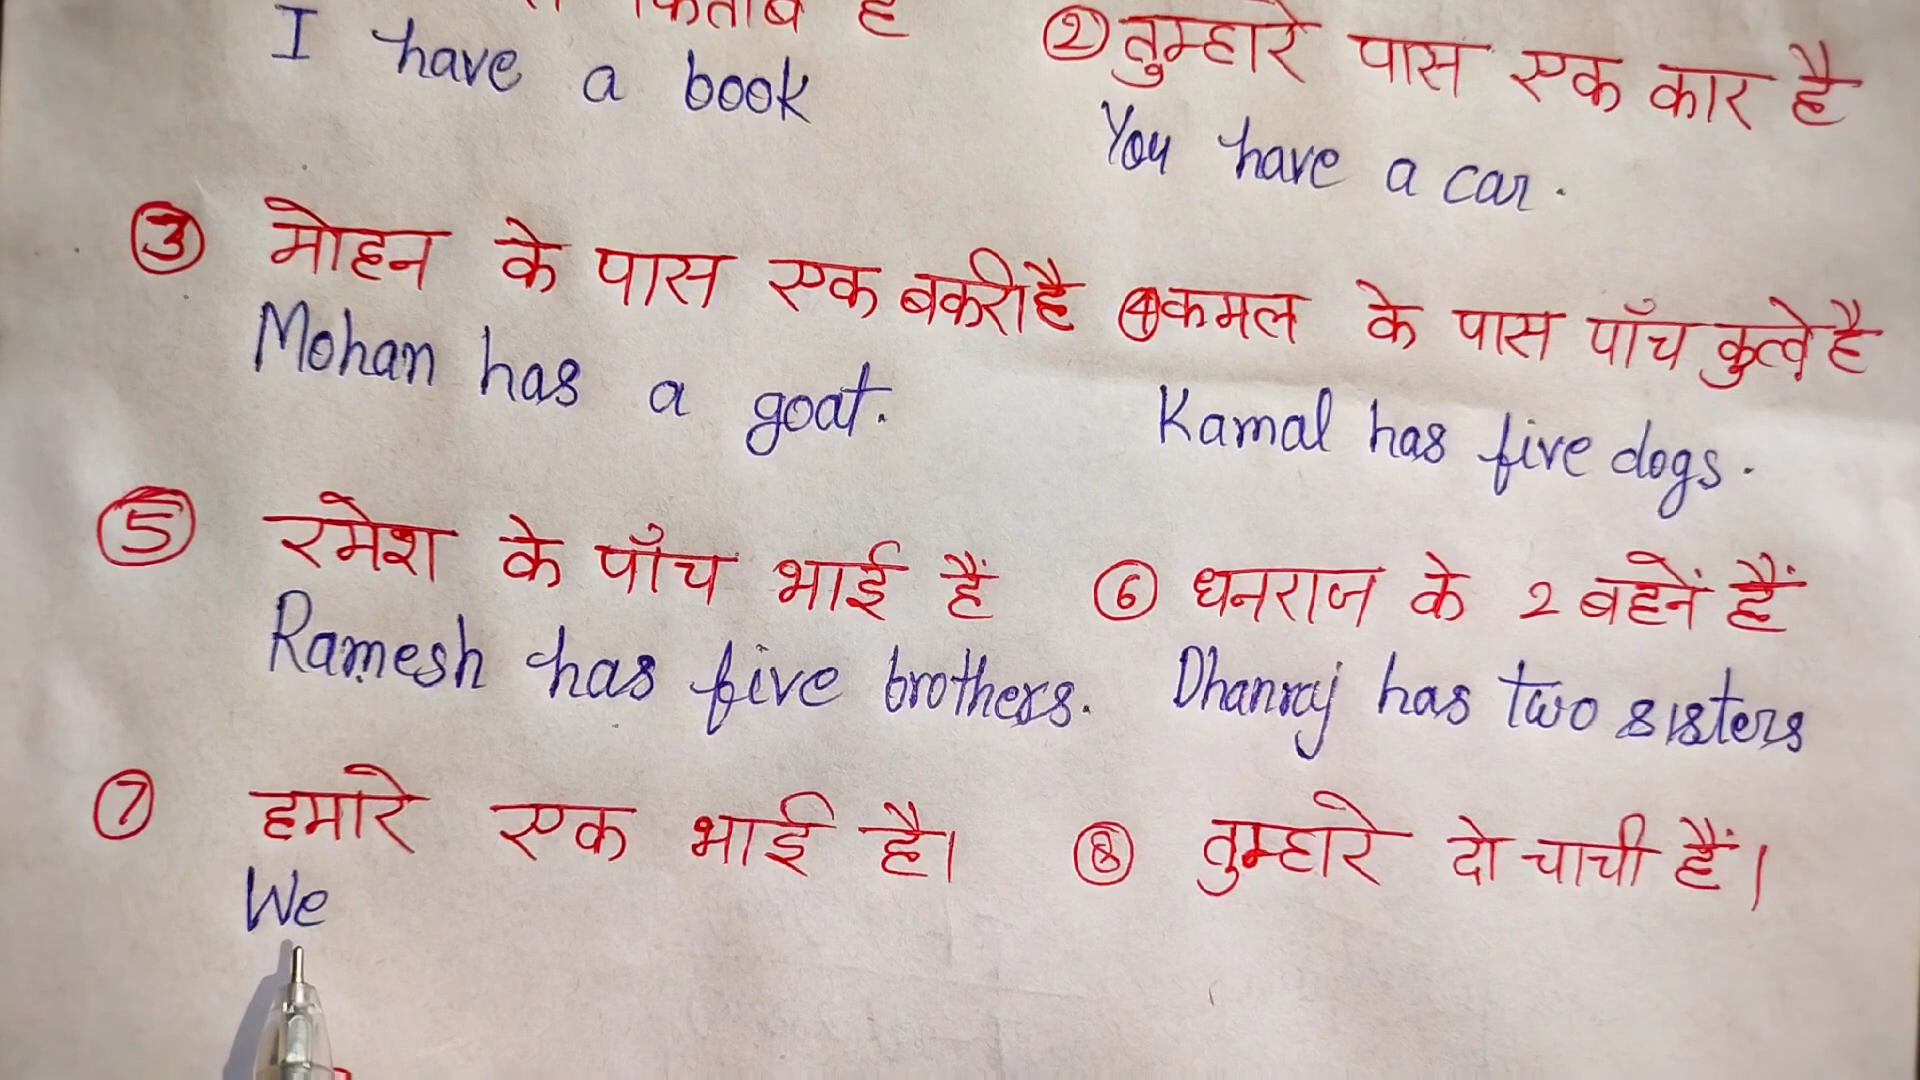 किताब है
I have a book
② तुम्हारे पास एक कार है
You have a car.
③ मोहन के पास एक बकरी है
Mohan has a goat.
④ कमल के पास पाँच कुत्ते है
Kamal has five dogs.
⑤ रमेश के पाँच भाई हैं
Ramesh has five brothers.
⑥ धनराज के 2 बहनें हैं
Dhanraj has two sisters
⑦ हमारे एक भाई है।
We
⑧ तुम्हारे दो चाची हैं।